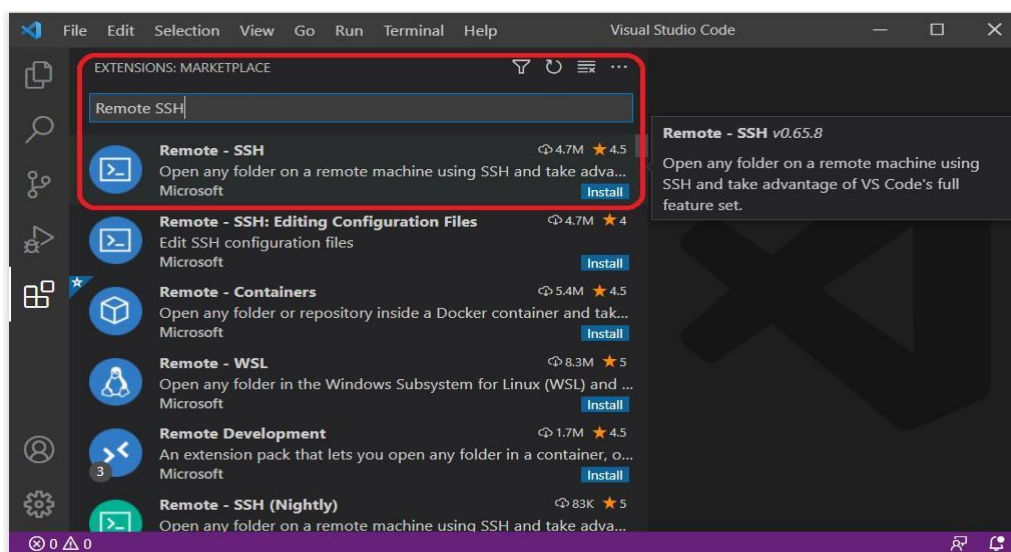 File Edit Selection View Go Run Terminal Help Visual Studio Code
EXTENSIONS: MARKETPLACE
Remote SSH
Remote - SSH 4.7M 4.5
Open any folder on a remote machine using SSH and take adva...
Microsoft Install
Remote - SSH: Editing Configuration Files 4.7M 4
Edit SSH configuration files
Microsoft Install
Remote - Containers 5.4M 4.5
Open any folder or repository inside a Docker container and tak...
Microsoft Install
Remote - WSL 8.3M 5
Open any folder in the Windows Subsystem for Linux (WSL) and ...
Microsoft Install
Remote Development 1.7M 4.5
An extension pack that lets you open any folder in a container, o...
3 Microsoft Install
Remote - SSH (Nightly) 83K 5
Open any folder on a remote machine using SSH and take adva...
Remote - SSH v0.65.8
Open any folder on a remote machine using
SSH and take advantage of VS Code's full
feature set.
0 0